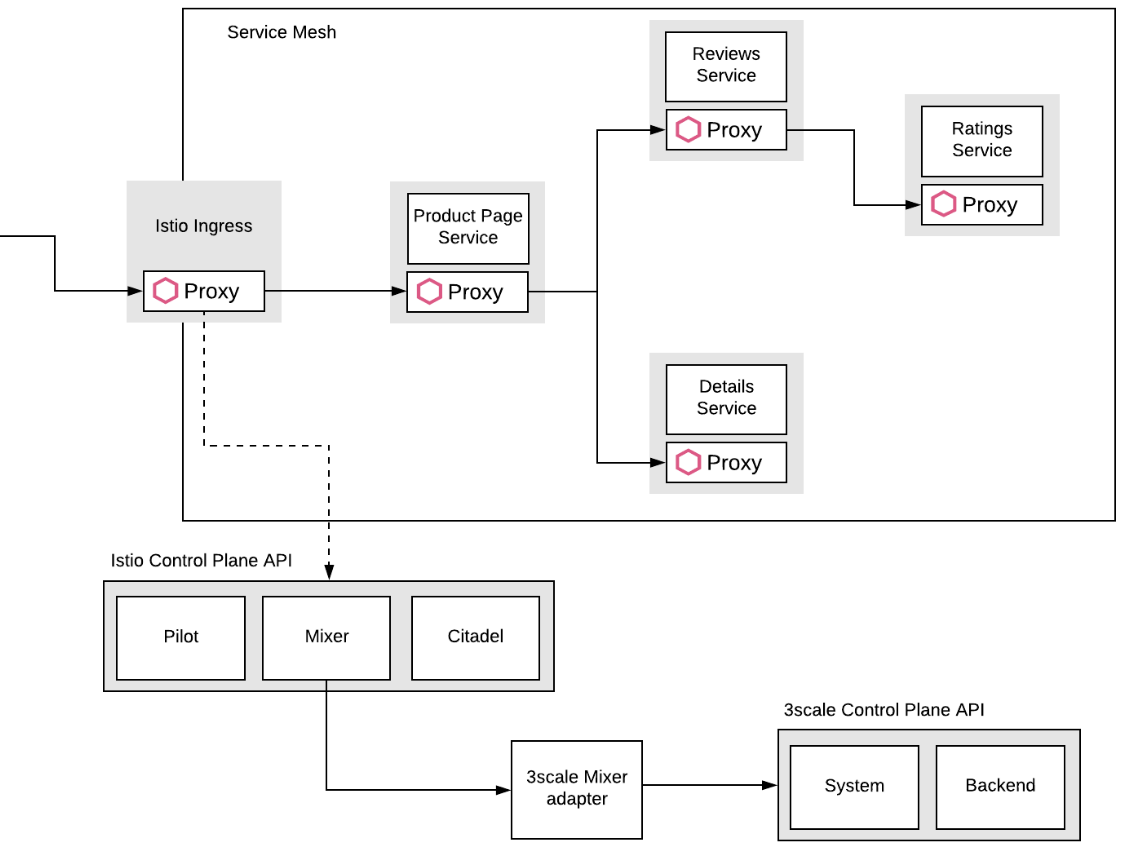 Service Mesh
Reviews
Service
Proxy
Ratings
Service
Proxy
Istio Ingress
Proxy
Product Page
Service
Proxy
Details
Service
Proxy
Istio Control Plane API
Pilot
Mixer
Citadel
3scale Mixer
adapter
3scale Control Plane API
System
Backend